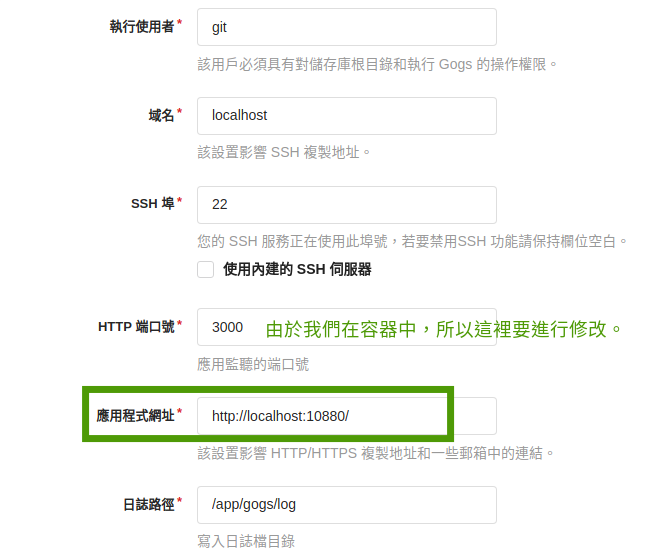 執行使用者*
git
該用戶必須具有對儲存庫根目錄和執行 Gogs 的操作權限。
域名*
localhost
該設置影響 SSH 複製地址。
SSH 埠*
22
您的 SSH 服務正在使用此埠號，若要禁用SSH 功能請保持欄位空白。
使用內建的 SSH 伺服器
HTTP 端口號*
3000
由於我們在容器中，所以這裡要進行修改。
應用監聽的端口號
應用程式網址*
http://localhost:10880/
該設置影響 HTTP/HTTPS 複製地址和一些郵箱中的連結。
日誌路徑*
/app/gogs/log
寫入日誌檔目錄